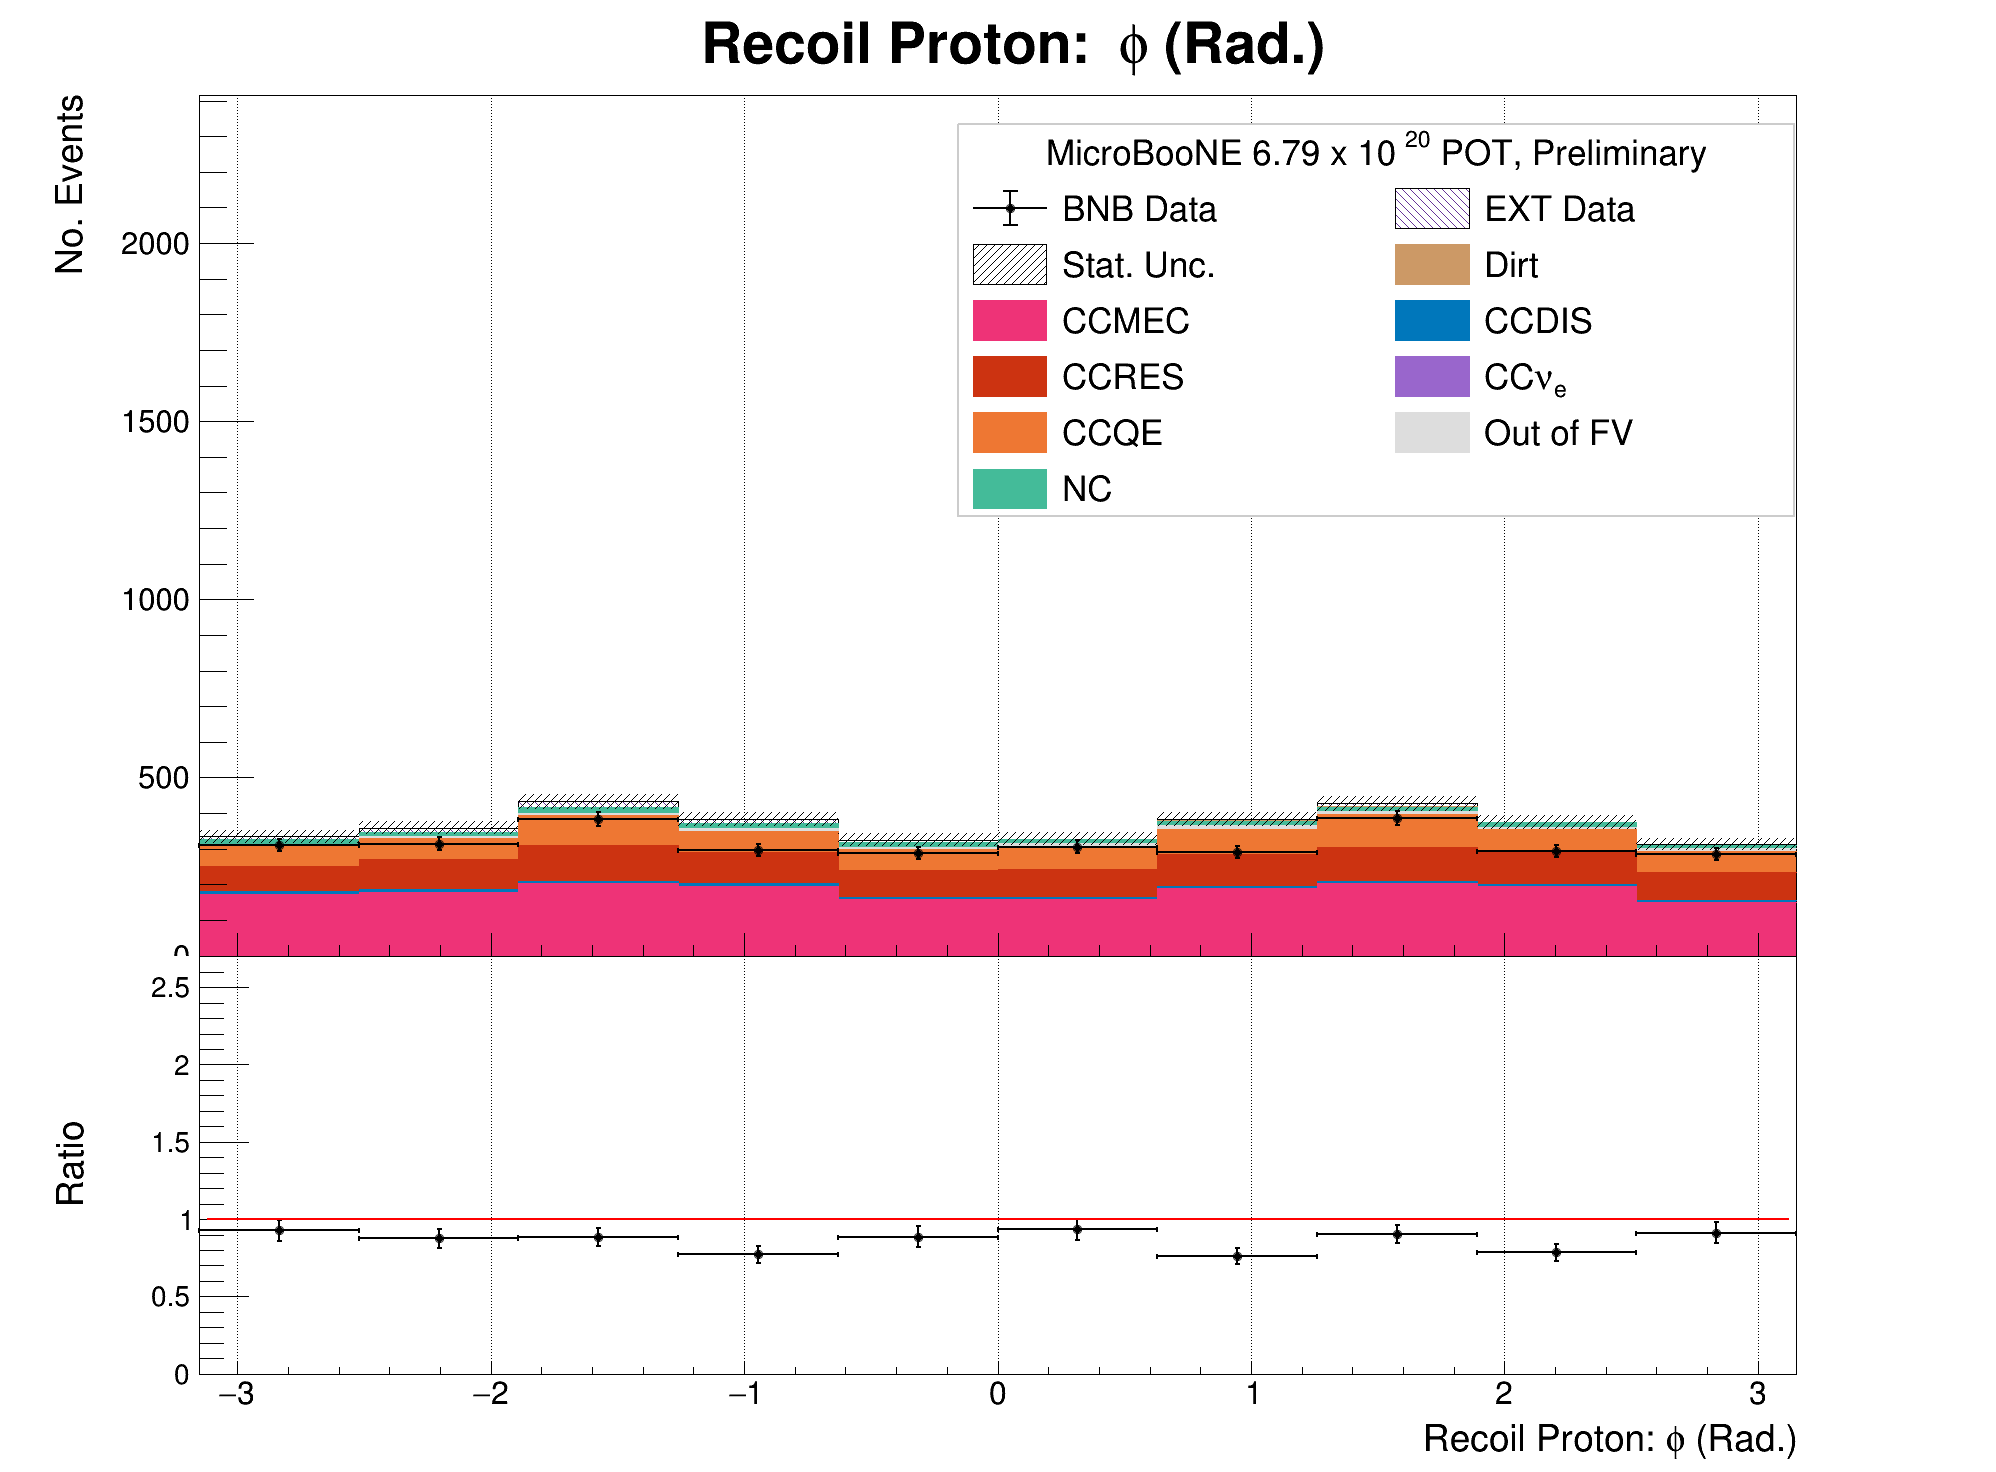 Recoil Proton: ϕ (Rad.)
No. Events
MicroBooNE 6.79 x 10 20 POT, Preliminary
BNB Data
EXT Data
Stat. Unc.
Dirt
CCMEC
CCDIS
CCRES
CCνe
CCQE
Out of FV
NC
2000
1500
1000
500
0
Ratio
2.5
2
1.5
1
0.5
0
−3 −2 −1 0 1 2 3
Recoil Proton: ϕ (Rad.)